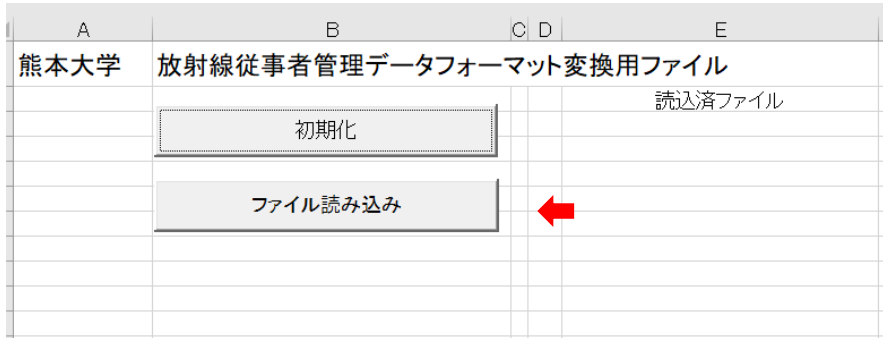 A B C D E
熊本大学 放射線従事者管理データフォーマット変換用ファイル
読込済ファイル
初期化
ファイル読み込み